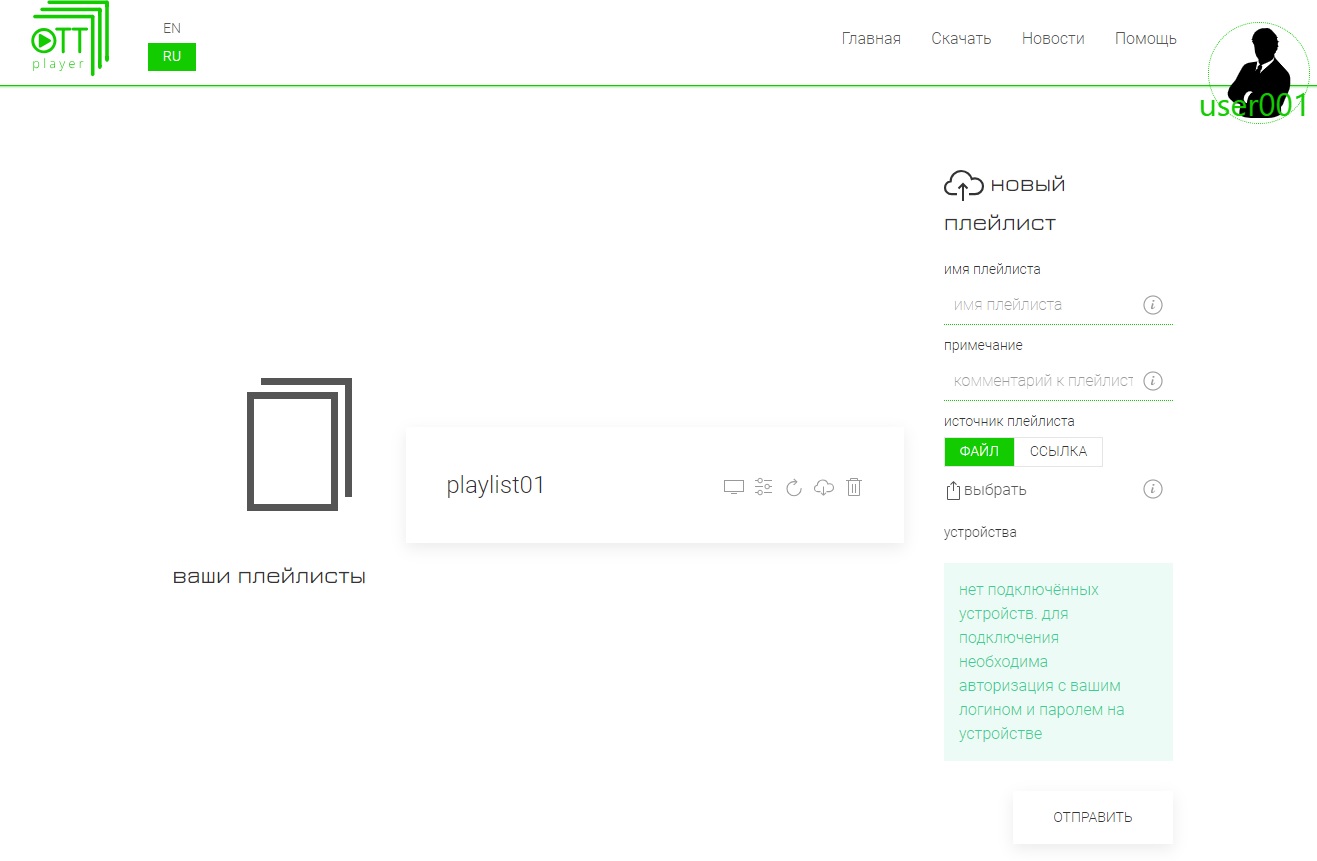 OTT
player
EN
RU
Главная
Скачать
Новости
Помощь
user001
новый
плейлист
имя плейлиста
имя плейлиста
примечание
комментарий к плейлист
источник плейлиста
ФАЙЛ
ССЫЛКА
выбрать
устройства
нет подключённых
устройств. для
подключения
необходима
авторизация с вашим
логином и паролем на
устройстве
ОТПРАВИТЬ
playlist01
ваши плейлисты